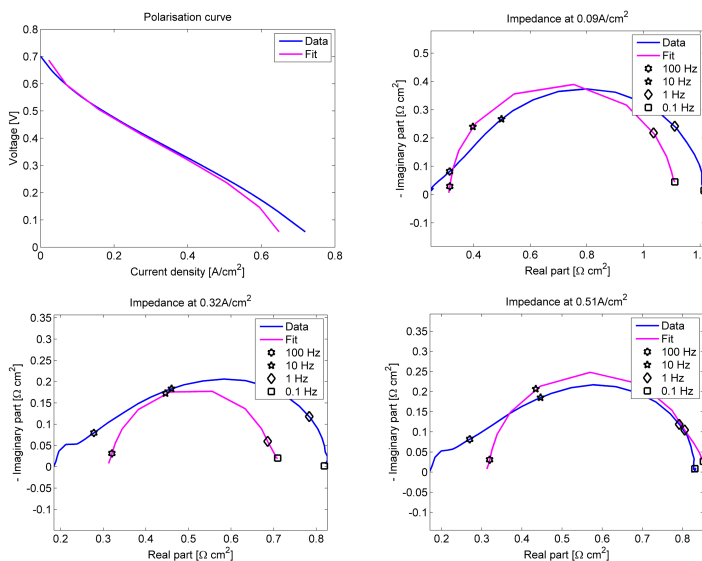 Polarisation curve
0.8
0.7
0.6
0.5
0.4
0.3
0.2
0.1
0
Voltage [V]
0
0.2
0.4
0.6
0.8
Current density [A/cm²]
Data
Fit
Impedance at 0.09A/cm²
0.5
0.4
0.3
0.2
0.1
0
-0.1
- Imaginary part [Ω cm²]
0.4
0.6
0.8
1
1.
Real part [Ω cm²]
Data
Fit
100 Hz
10 Hz
1 Hz
0.1 Hz
Impedance at 0.32A/cm²
0.35
0.3
0.25
0.2
0.15
0.1
0.05
0
-0.05
-0.1
- Imaginary part [Ω cm²]
0.2
0.3
0.4
0.5
0.6
0.7
0.8
Real part [Ω cm²]
Data
Fit
100 Hz
10 Hz
1 Hz
0.1 Hz
Impedance at 0.51A/cm²
0.35
0.3
0.25
0.2
0.15
0.1
0.05
0
-0.05
-0.1
- Imaginary part [Ω cm²]
0.2
0.3
0.4
0.5
0.6
0.7
0.8
Real part [Ω cm²]
Data
Fit
100 Hz
10 Hz
1 Hz
0.1 Hz